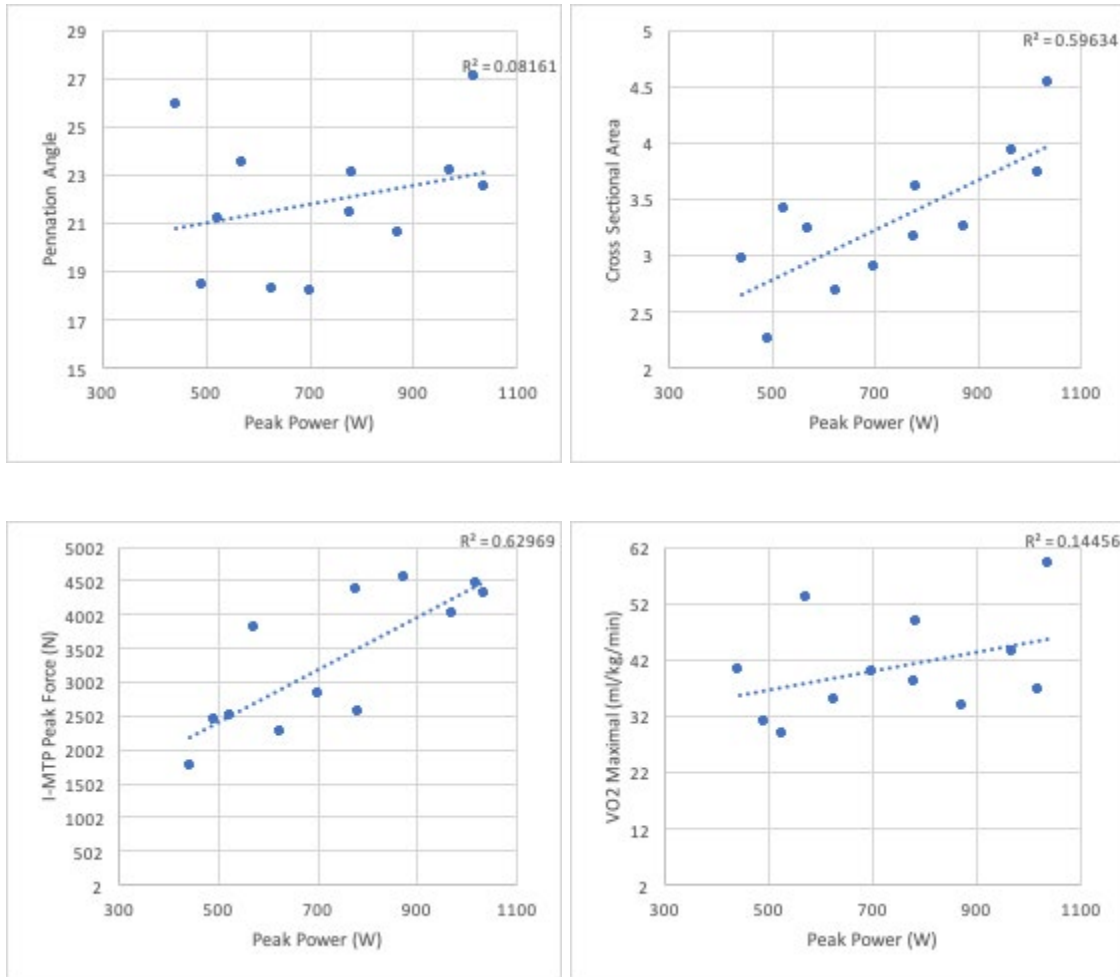 29
27
25
23
21
19
17
15
Pennation Angle
R² = 0.08161
300 500 700 900 1100
Peak Power (W)
5
4.5
4
3.5
3
2.5
2
Cross Sectional Area
R² = 0.59634
300 500 700 900 1100
Peak Power (W)
5002
4502
4002
3502
3002
2502
2002
1502
1002
502
2
I-MTP Peak Force (N)
R² = 0.62969
300 500 700 900 1100
Peak Power (W)
62
52
42
32
22
12
2
VO2 Maximal (ml/kg/min)
R² = 0.14456
300 500 700 900 1100
Peak Power (W)